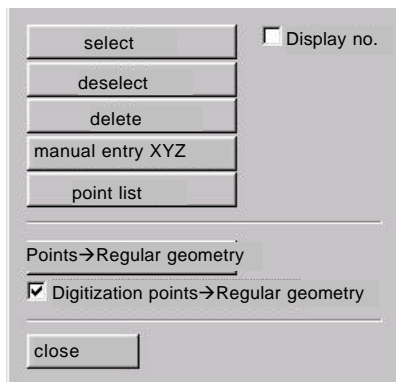 select
Display no.
deselect
delete
manual entry XYZ
point list
Points→Regular geometry
Digitization points→Regular geometry
close